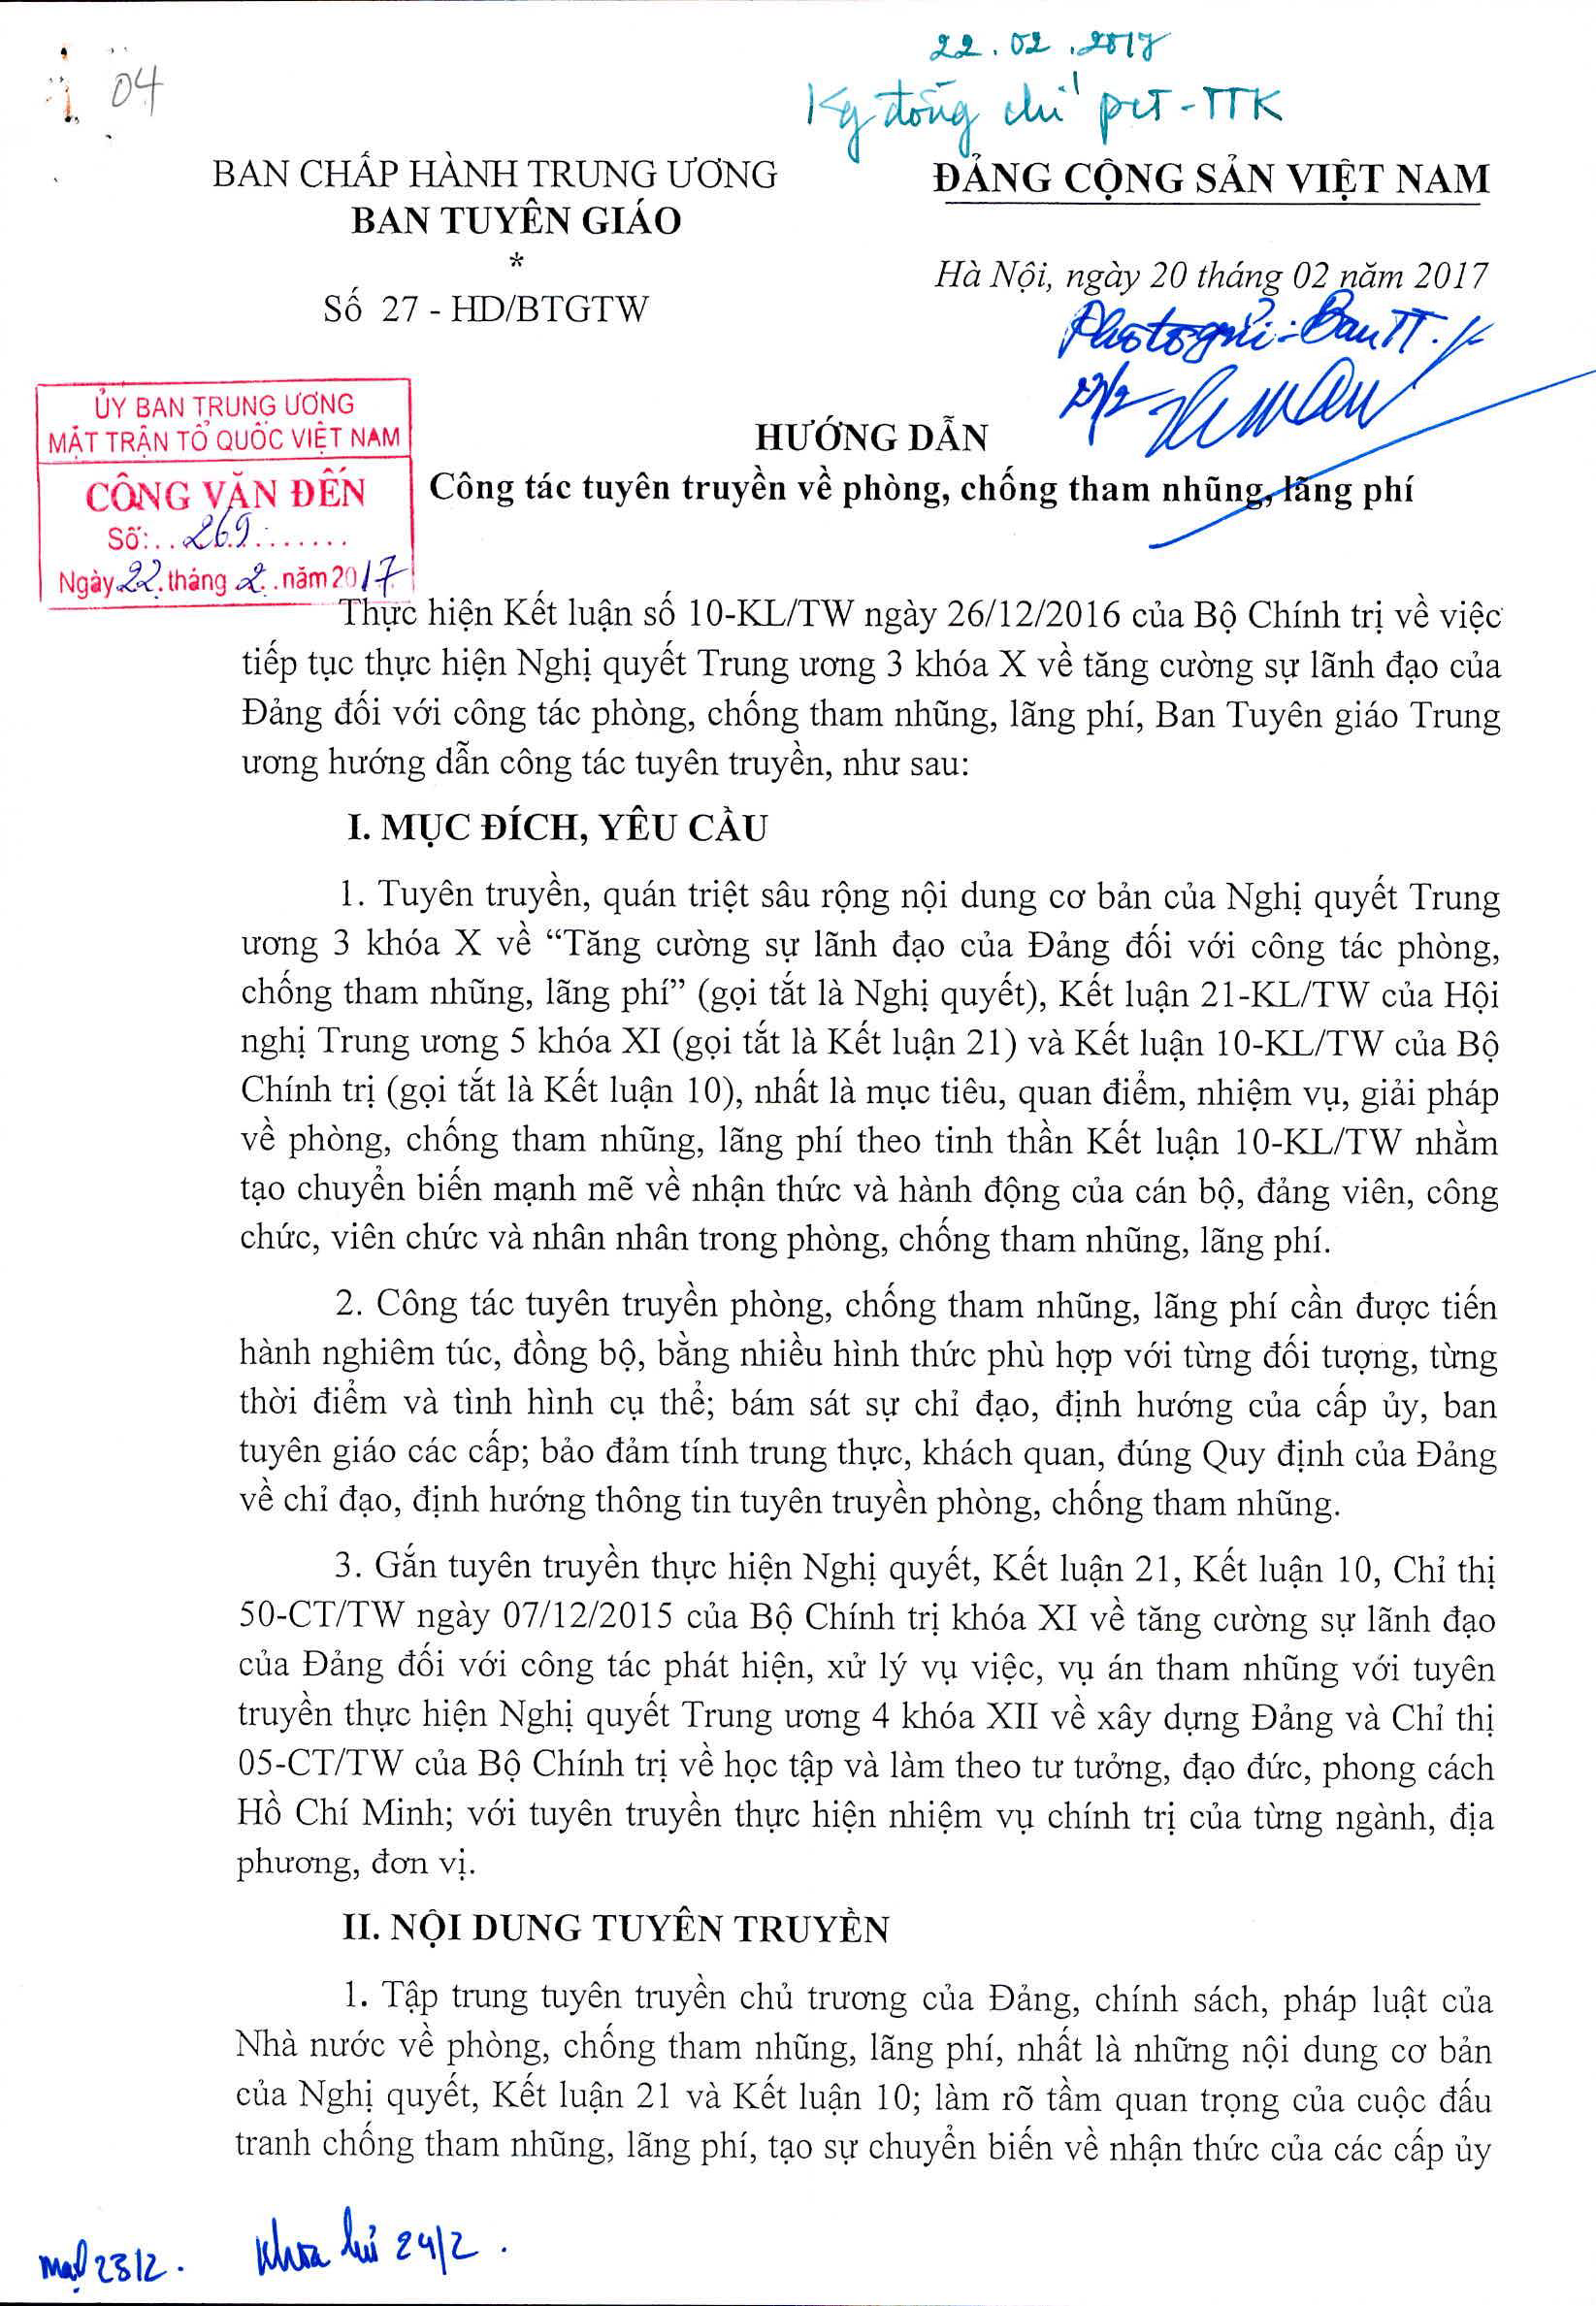 04
22.02.2017
Kg đồng chí PCT-TTK
BAN CHẤP HÀNH TRUNG ƯƠNG
BAN TUYÊN GIÁO
*
Số 27 - HD/BTGTW
ĐẢNG CỘNG SẢN VIỆT NAM
Hà Nội, ngày 20 tháng 02 năm 2017
Photo gửi: Ban TT.
23/2
ỦY BAN TRUNG ƯƠNG
MẶT TRẬN TỔ QUỐC VIỆT NAM
CÔNG VĂN ĐẾN
Số: 269
Ngày 22 tháng 2 năm 2017
HƯỚNG DẪN
Công tác tuyên truyền về phòng, chống tham nhũng, lãng phí
Thực hiện Kết luận số 10-KL/TW ngày 26/12/2016 của Bộ Chính trị về việc
tiếp tục thực hiện Nghị quyết Trung ương 3 khóa X về tăng cường sự lãnh đạo của
Đảng đối với công tác phòng, chống tham nhũng, lãng phí, Ban Tuyên giáo Trung
ương hướng dẫn công tác tuyên truyền, như sau:
I. MỤC ĐÍCH, YÊU CẦU
1. Tuyên truyền, quán triệt sâu rộng nội dung cơ bản của Nghị quyết Trung
ương 3 khóa X về “Tăng cường sự lãnh đạo của Đảng đối với công tác phòng,
chống tham nhũng, lãng phí” (gọi tắt là Nghị quyết), Kết luận 21-KL/TW của Hội
nghị Trung ương 5 khóa XI (gọi tắt là Kết luận 21) và Kết luận 10-KL/TW của Bộ
Chính trị (gọi tắt là Kết luận 10), nhất là mục tiêu, quan điểm, nhiệm vụ, giải pháp
về phòng, chống tham nhũng, lãng phí theo tinh thần Kết luận 10-KL/TW nhằm
tạo chuyển biến mạnh mẽ về nhận thức và hành động của cán bộ, đảng viên, công
chức, viên chức và nhân nhân trong phòng, chống tham nhũng, lãng phí.
2. Công tác tuyên truyền phòng, chống tham nhũng, lãng phí cần được tiến
hành nghiêm túc, đồng bộ, bằng nhiều hình thức phù hợp với từng đối tượng, từng
thời điểm và tình hình cụ thể; bám sát sự chỉ đạo, định hướng của cấp ủy, ban
tuyên giáo các cấp; bảo đảm tính trung thực, khách quan, đúng Quy định của Đảng
về chỉ đạo, định hướng thông tin tuyên truyền phòng, chống tham nhũng.
3. Gắn tuyên truyền thực hiện Nghị quyết, Kết luận 21, Kết luận 10, Chỉ thị
50-CT/TW ngày 07/12/2015 của Bộ Chính trị khóa XI về tăng cường sự lãnh đạo
của Đảng đối với công tác phát hiện, xử lý vụ việc, vụ án tham nhũng với tuyên
truyền thực hiện Nghị quyết Trung ương 4 khóa XII về xây dựng Đảng và Chỉ thị
05-CT/TW của Bộ Chính trị về học tập và làm theo tư tưởng, đạo đức, phong cách
Hồ Chí Minh; với tuyên truyền thực hiện nhiệm vụ chính trị của từng ngành, địa
phương, đơn vị.
II. NỘI DUNG TUYÊN TRUYỀN
1. Tập trung tuyên truyền chủ trương của Đảng, chính sách, pháp luật của
Nhà nước về phòng, chống tham nhũng, lãng phí, nhất là những nội dung cơ bản
của Nghị quyết, Kết luận 21 và Kết luận 10; làm rõ tầm quan trọng của cuộc đấu
tranh chống tham nhũng, lãng phí, tạo sự chuyển biến về nhận thức của các cấp ủy
23/2.
24/2.